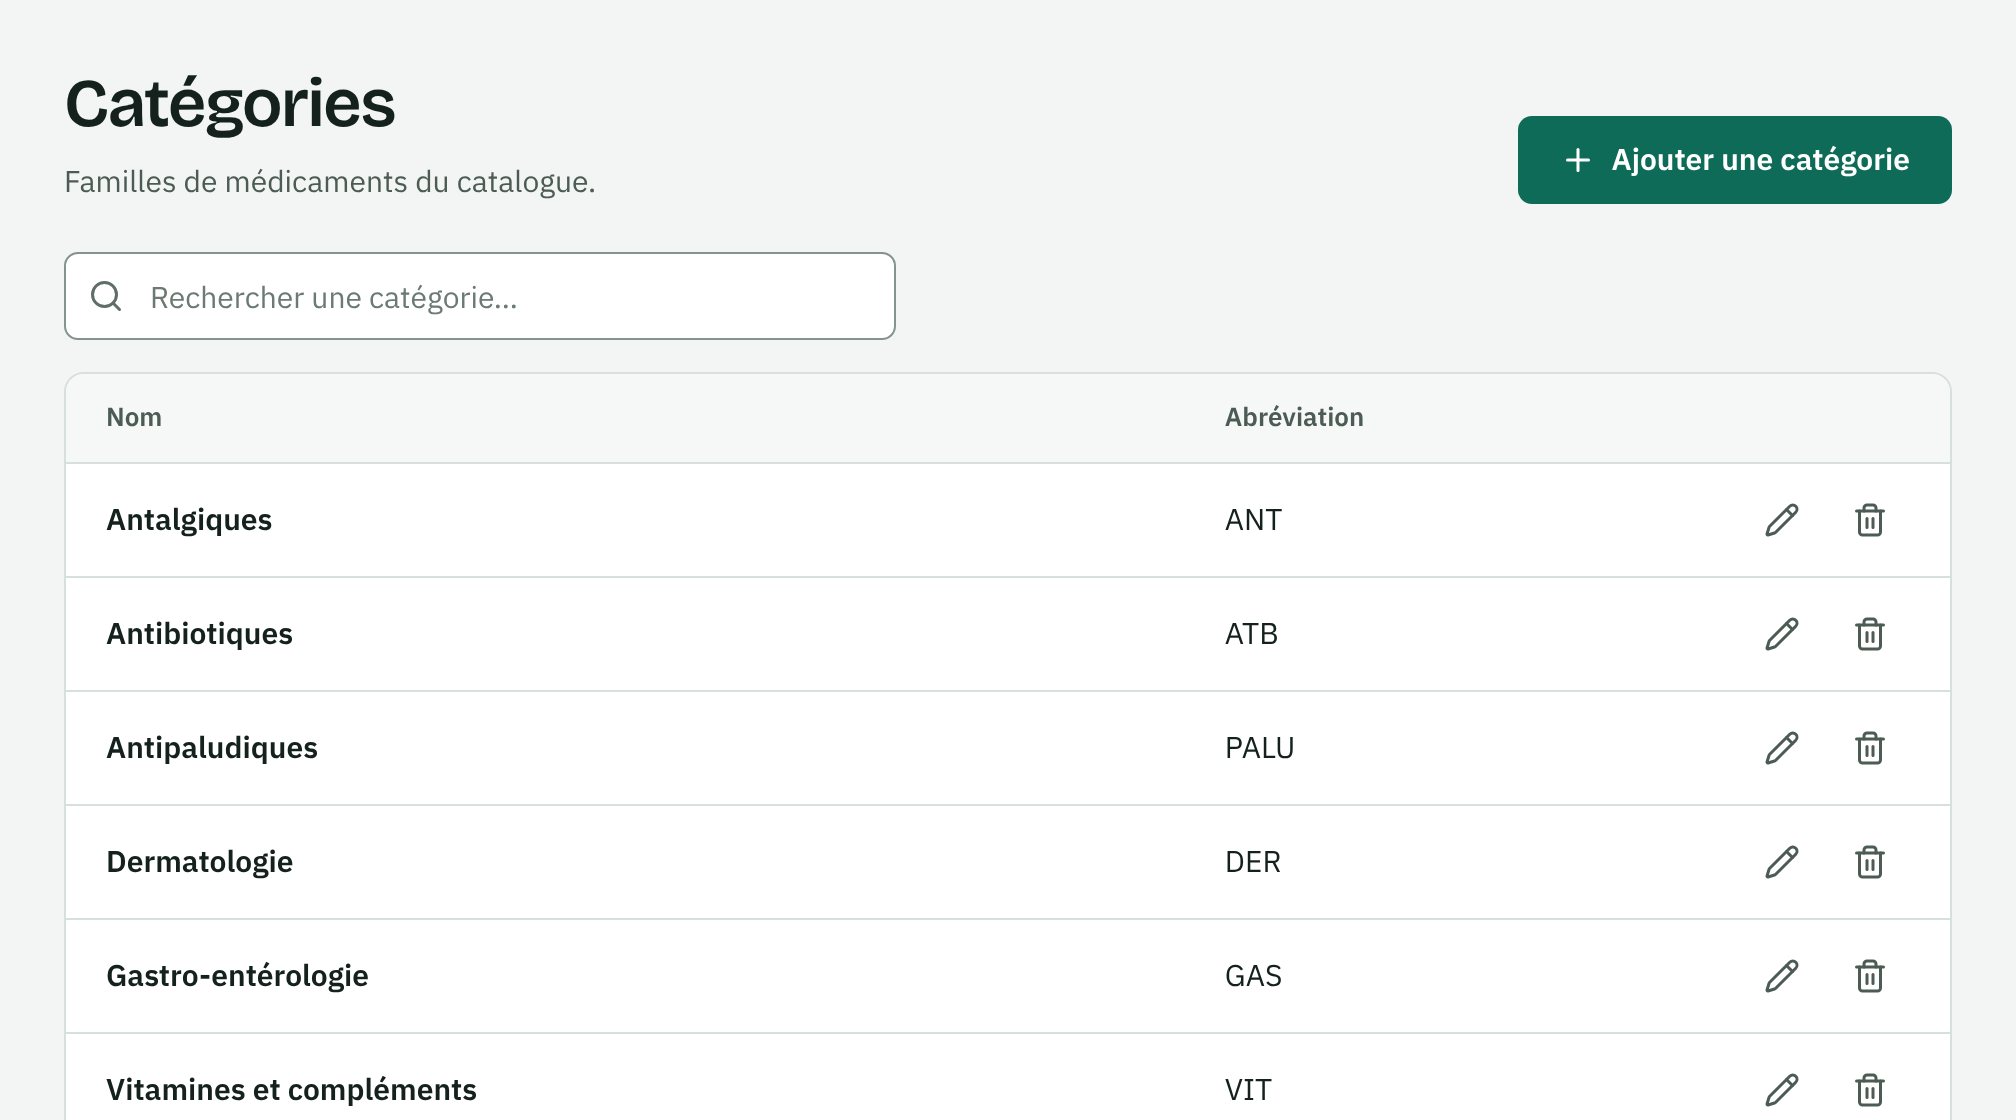 Catégories
Familles de médicaments du catalogue.
Ajouter une catégorie
Rechercher une catégorie...
Nom Abréviation
Antalgiques ANT
Antibiotiques ATB
Antipaludiques PALU
Dermatologie DER
Gastro-entérologie GAS
Vitamines et compléments VIT